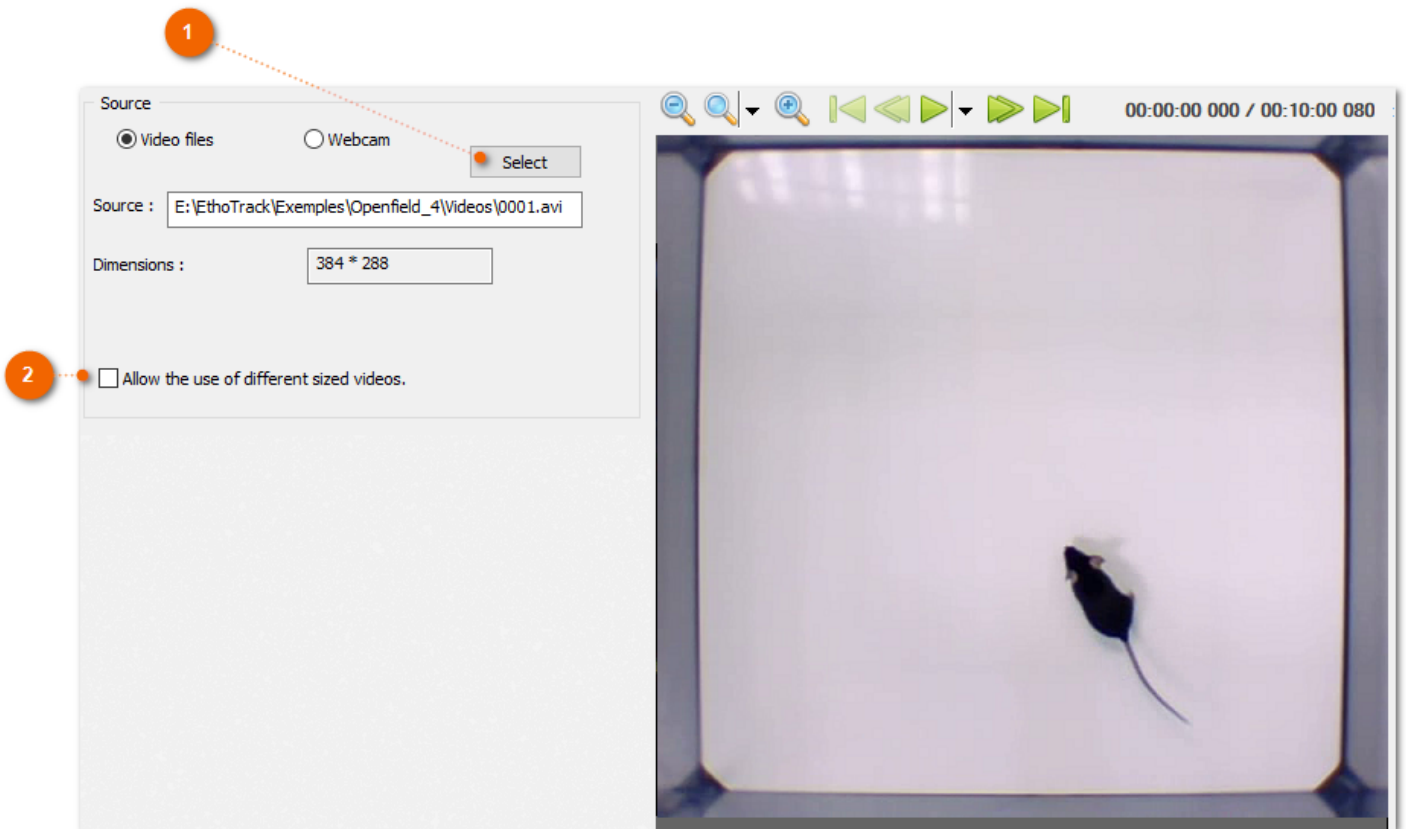 1
Source
Video files
Webcam
Select
00:00:00 000 / 00:10:00 080
Source :
E:\EthoTrack\Exemples\Openfield_4\Videos\0001.avi
Dimensions :
384 * 288
2
Allow the use of different sized videos.